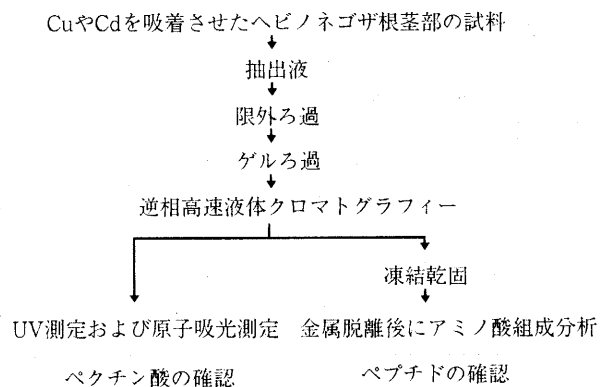 CuやCdを吸着させたヘビノネゴザ根茎部の試料
抽出液
限外ろ過
ゲルろ過
逆相高速液体クロマトグラフィー
凍結乾固
UV測定および原子吸光測定 金属脱離後にアミノ酸組成分析
ペクチン酸の確認 ペプチドの確認